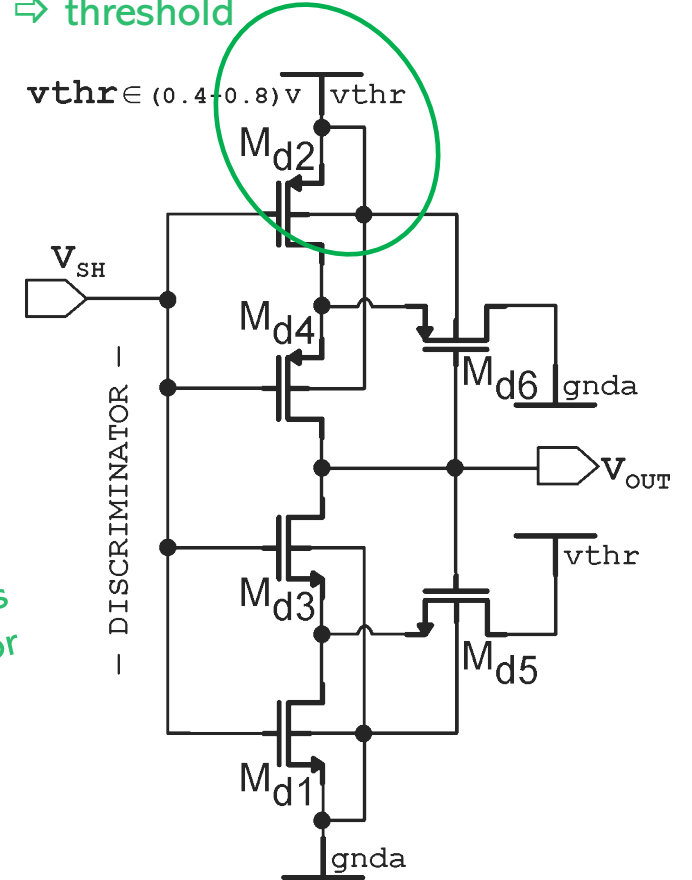 ⇨ threshold
vthr∈(0.4-0.8)V
vthr
Md2
VSH
Md4
Md6
gnda
– DISCRIMINATOR –
VOUT
vthr
Md3
s
or
Md5
Md1
gnda